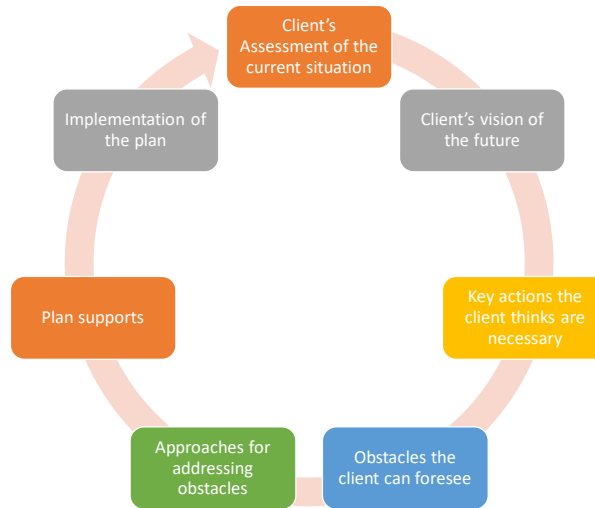 Client’s
Assessment of the
current situation
Client’s vision of
the future
Key actions the
client thinks are
necessary
Obstacles the
client can foresee
Approaches for
addressing
obstacles
Plan supports
Implementation of
the plan